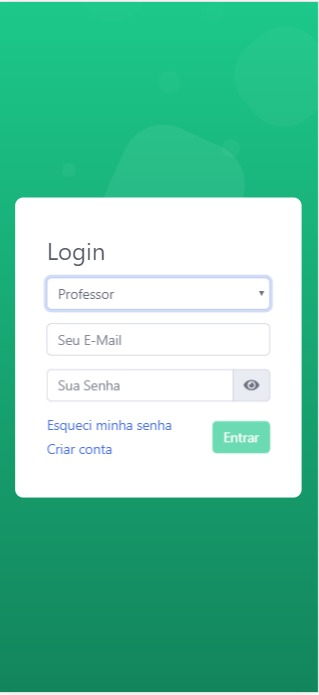 Login
Professor
Seu E-Mail
Sua Senha
Esqueci minha senha
Criar conta
Entrar